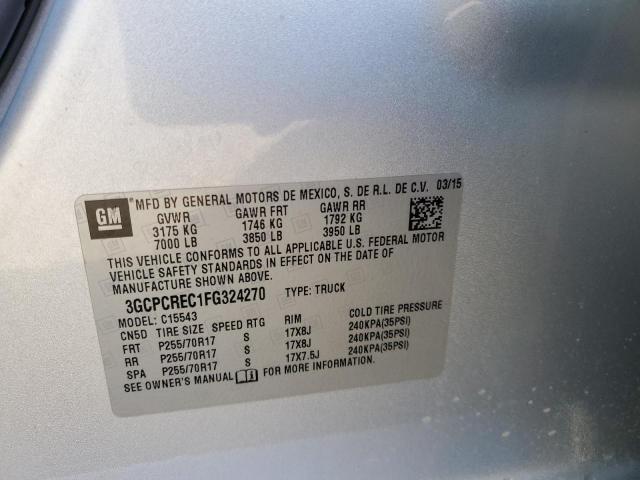 GM
MFD BY GENERAL MOTORS DE MEXICO, S. DE R.L. DE C.V. 03/15
GVWR GAWR FRT GAWR RR
3175 KG 1746 KG 1792 KG
7000 LB 3850 LB 3950 LB
THIS VEHICLE CONFORMS TO ALL APPLICABLE U.S. FEDERAL MOTOR
VEHICLE SAFETY STANDARDS IN EFFECT ON THE DATE OF
MANUFACTURE SHOWN ABOVE.
3GCPCREC1FG324270 TYPE: TRUCK
MODEL: C15543
CN5D TIRE SIZE SPEED RTG RIM COLD TIRE PRESSURE
FRT P255/70R17 S 17X8J 240KPA(35PSI)
RR P255/70R17 S 17X8J 240KPA(35PSI)
SPA P255/70R17 S 17X7.5J 240KPA(35PSI)
SEE OWNER'S MANUAL FOR MORE INFORMATION.